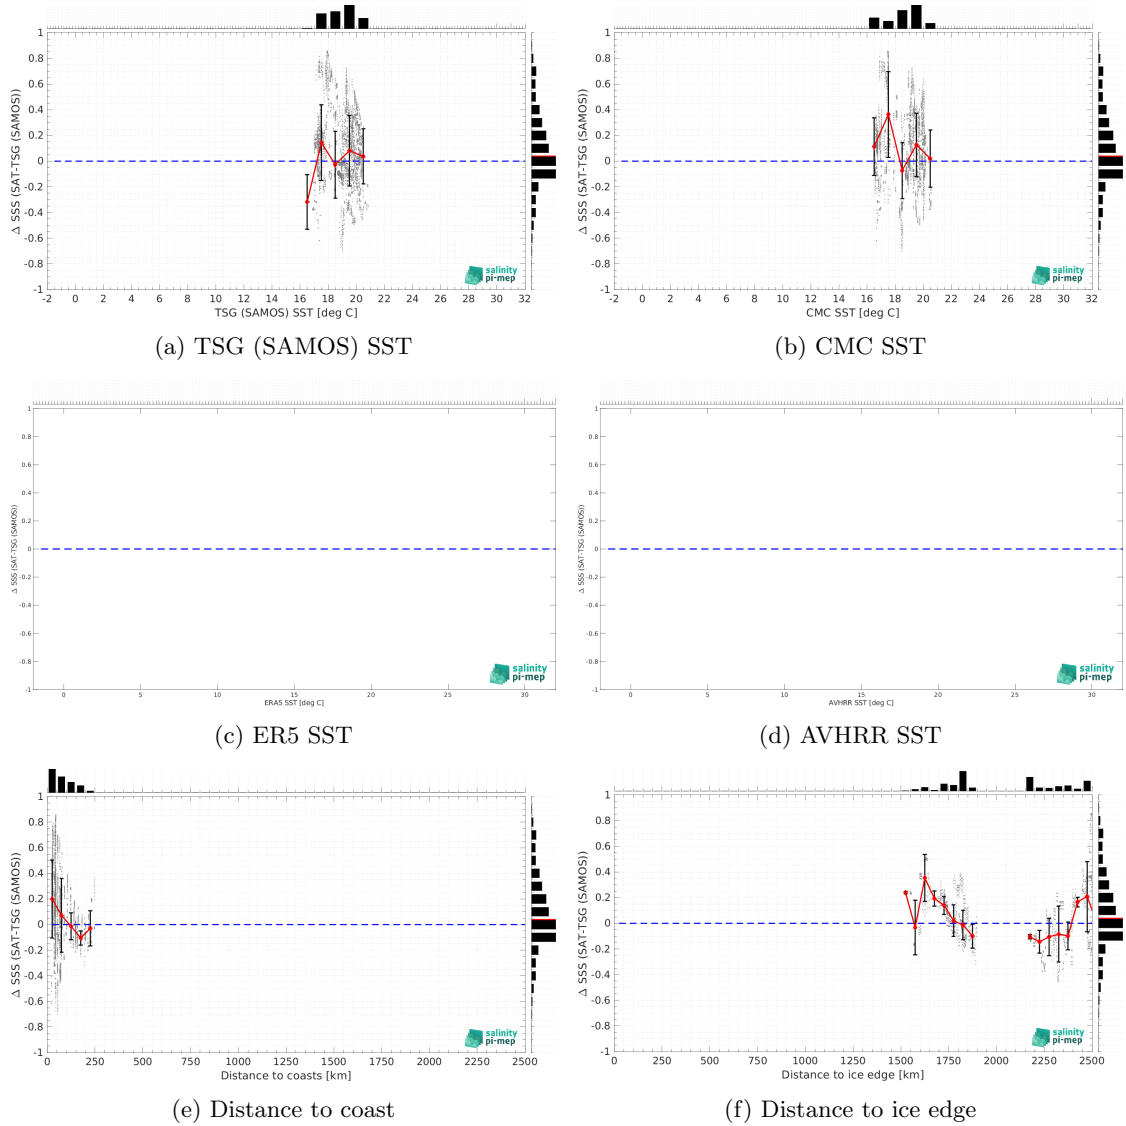 1
0.8
0.6
0.4
0.2
0
-0.2
-0.4
-0.6
-0.8
-1
Δ SSS (SAT-TSG (SAMOS))
salinity
pi-mep
-2 0 2 4 6 8 10 12 14 16 18 20 22 24 26 28 30 32
TSG (SAMOS) SST [deg C]
(a) TSG (SAMOS) SST
1
0.8
0.6
0.4
0.2
0
-0.2
-0.4
-0.6
-0.8
-1
Δ SSS (SAT-TSG (SAMOS))
salinity
pi-mep
-2 0 2 4 6 8 10 12 14 16 18 20 22 24 26 28 30 32
CMC SST [deg C]
(b) CMC SST
1
0.8
0.6
0.4
0.2
0
-0.2
-0.4
-0.6
-0.8
-1
Δ SSS (SAT-TSG (SAMOS))
salinity
pi-mep
0 5 10 15 20 25 30
ERA5 SST [deg C]
(c) ER5 SST
1
0.8
0.6
0.4
0.2
0
-0.2
-0.4
-0.6
-0.8
-1
Δ SSS (SAT-TSG (SAMOS))
salinity
pi-mep
0 5 10 15 20 25 30
AVHRR SST [deg C]
(d) AVHRR SST
1
0.8
0.6
0.4
0.2
0
-0.2
-0.4
-0.6
-0.8
-1
Δ SSS (SAT-TSG (SAMOS))
salinity
pi-mep
0 250 500 750 1000 1250 1500 1750 2000 2250 2500
Distance to coasts [km]
(e) Distance to coast
1
0.8
0.6
0.4
0.2
0
-0.2
-0.4
-0.6
-0.8
-1
Δ SSS (SAT-TSG (SAMOS))
salinity
pi-mep
0 250 500 750 1000 1250 1500 1750 2000 2250 2500
Distance to ice edge [km]
(f) Distance to ice edge